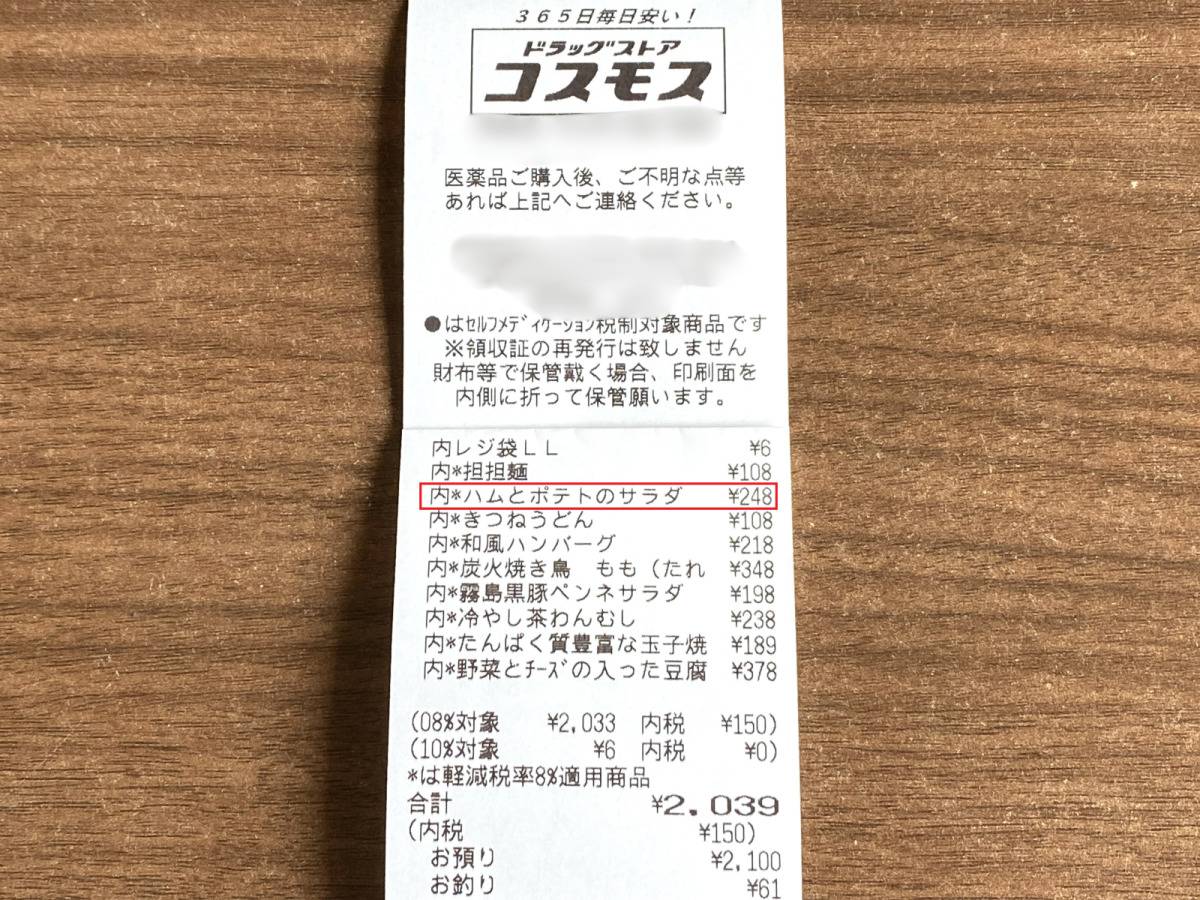 365日毎日安い！
ドラッグストア
コスモス
医薬品ご購入後、ご不明な点等
あれば上記へご連絡ください。
●はｾﾙﾌﾒﾃﾞｨｹｰｼｮﾝ税制対象商品です
※領収証の再発行は致しません
財布等で保管戴く場合、印刷面を
内側に折って保管願います。
内レジ袋ＬＬ ¥6
内*担担麺 ¥108
内*ハムとポテトのサラダ ¥248
内*きつねうどん ¥108
内*和風ハンバーグ ¥218
内*炭火焼き鳥　もも（たれ ¥348
内*霧島黒豚ペンネサラダ ¥198
内*冷やし茶わんむし ¥238
内*たんぱく質豊富な玉子焼 ¥189
内*野菜とﾁｰｽﾞの入った豆腐 ¥378
(08%対象 ¥2,033 内税 ¥150)
(10%対象 ¥6 内税 ¥0)
*は軽減税率8%適用商品
合計 ¥2,039
(内税 ¥150)
お預り ¥2,100
お釣り ¥61